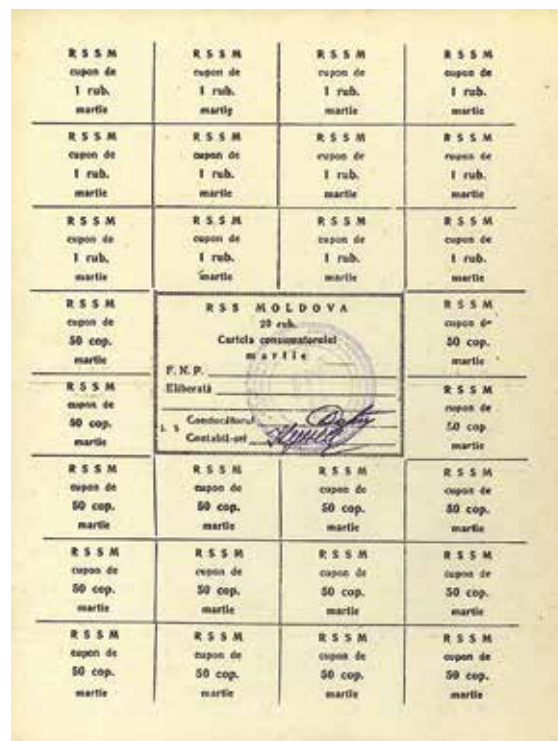 RSSM
cupon de
1 rub.
martie
RSSM
cupon de
1 rub.
martie
RSSM
cupon de
1 rub.
martie
RSSM
cupon de
1 rub.
martie
RSSM
cupon de
1 rub.
martie
RSSM
cupon de
1 rub.
martie
RSSM
cupon de
1 rub.
martie
RSSM
cupon de
1 rub.
martie
RSSM
cupon de
1 rub.
martie
RSSM
cupon de
1 rub.
martie
RSSM
cupon de
1 rub.
martie
RSSM
cupon de
1 rub.
martie
RSSM
cupon de
50 cop.
martie
RSS MOLDOVA
20 rub.
Cartela consumatorului
martie
F. N. P.
Eliberată
Conducătorul
L S
Contabil-șef
RSSM
cupon de
50 cop.
martie
RSSM
cupon de
50 cop.
martie
RSSM
cupon de
50 cop.
martie
RSSM
cupon de
50 cop.
martie
RSSM
cupon de
50 cop.
martie
RSSM
cupon de
50 cop.
martie
RSSM
cupon de
50 cop.
martie
RSSM
cupon de
50 cop.
martie
RSSM
cupon de
50 cop.
martie
RSSM
cupon de
50 cop.
martie
RSSM
cupon de
50 cop.
martie
RSSM
cupon de
50 cop.
martie
RSSM
cupon de
50 cop.
martie
RSSM
cupon de
50 cop.
martie
RSSM
cupon de
50 cop.
martie